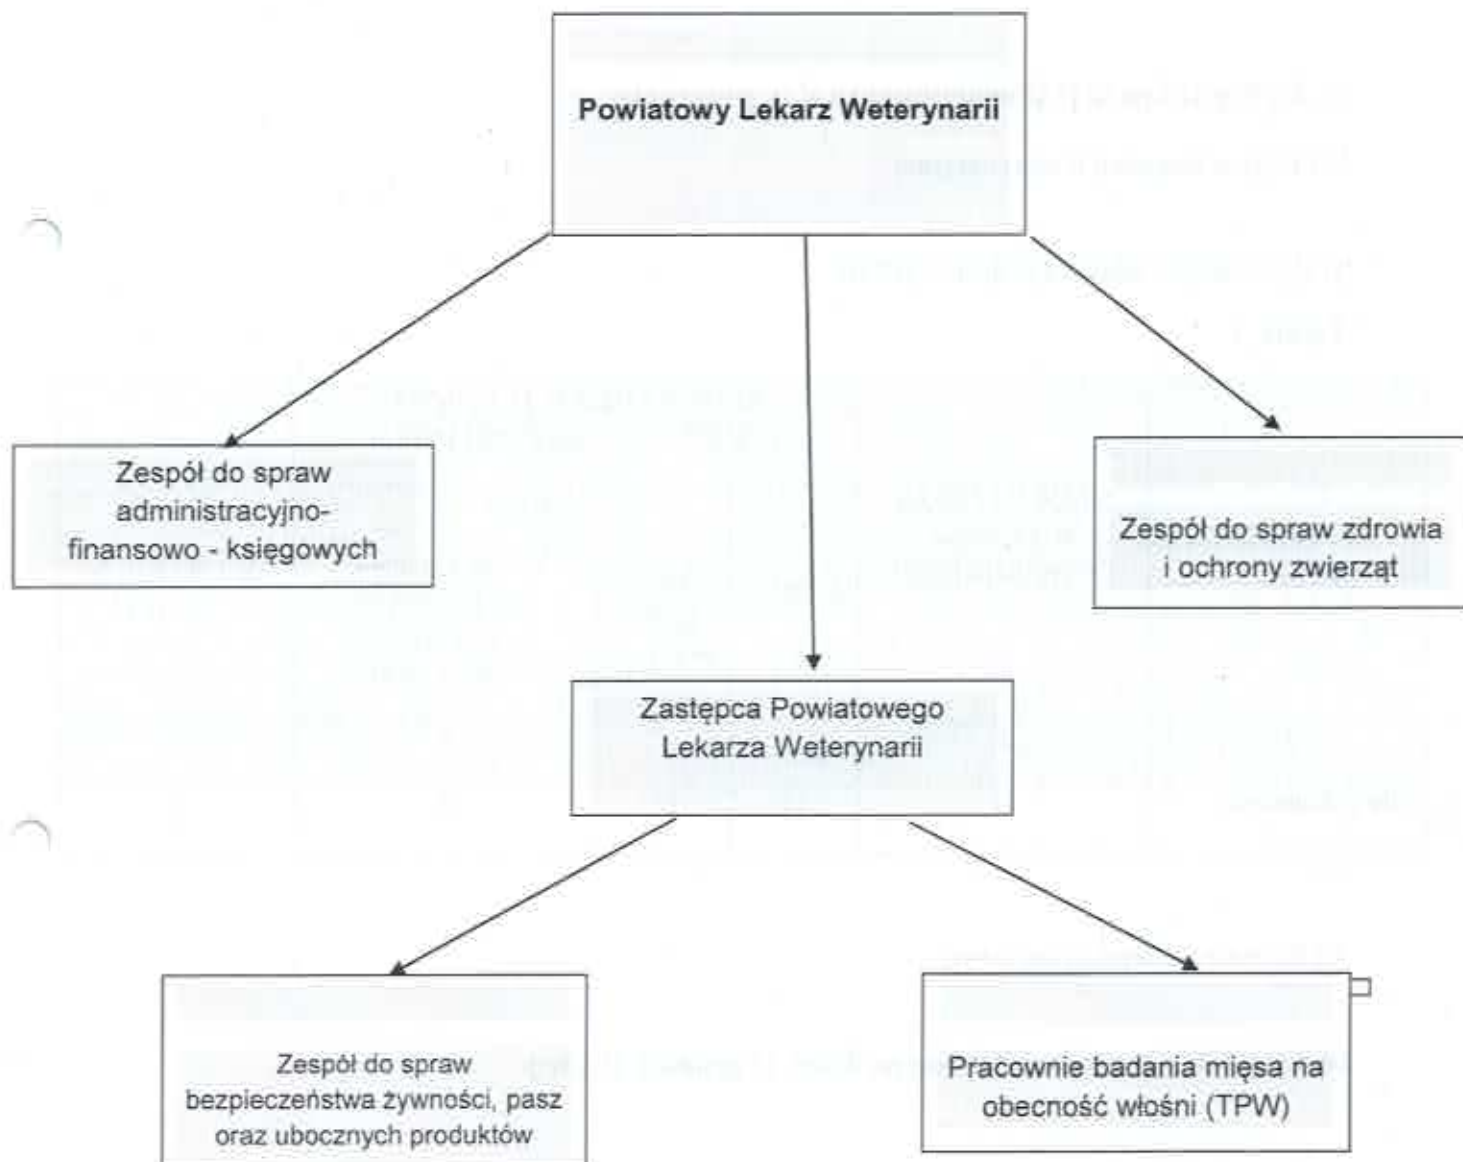 Powiatowy Lekarz Weterynarii
Zespół do spraw
administracyjno-
finansowo - księgowych
Zespół do spraw zdrowia
i ochrony zwierząt
Zastępca Powiatowego
Lekarza Weterynarii
Zespół do spraw
bezpieczeństwa żywności, pasz
oraz ubocznych produktów
Pracownie badania mięsa na
obecność włośni (TPW)